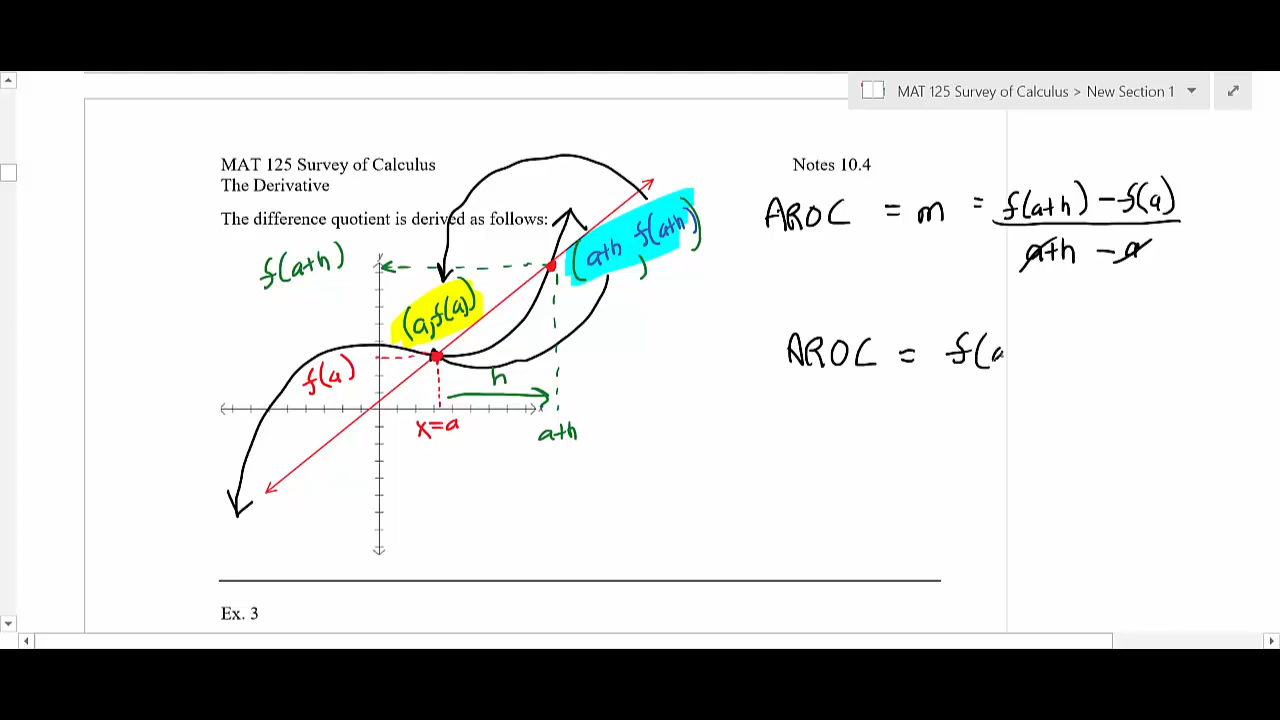 MAT 125 Survey of Calculus > New Section 1
MAT 125 Survey of Calculus
Notes 10.4
The Derivative
The difference quotient is derived as follows:
AROC = m = f(a+h) - f(a)
a+h - a
f(a+h)
(a+h f(a+h))
(a, f(a))
f(a)
h
x=a
a+h
AROC = f(a
Ex. 3